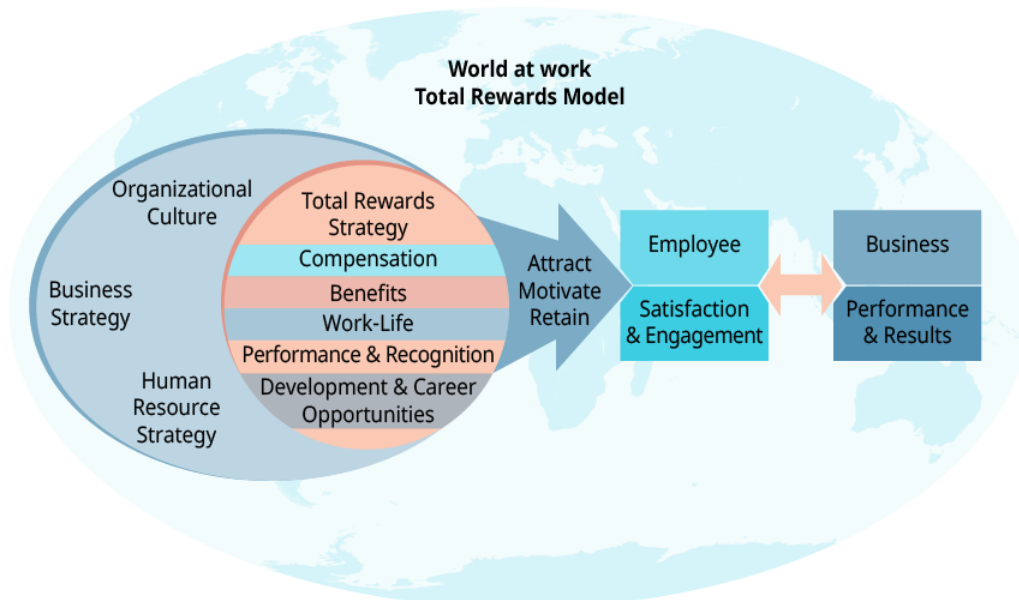 World at work
Total Rewards Model
Organizational
Culture
Business
Strategy
Human
Resource
Strategy
Total Rewards
Strategy
Compensation
Benefits
Work-Life
Performance & Recognition
Development & Career
Opportunities
Attract
Motivate
Retain
Employee
Satisfaction
& Engagement
Business
Performance
& Results